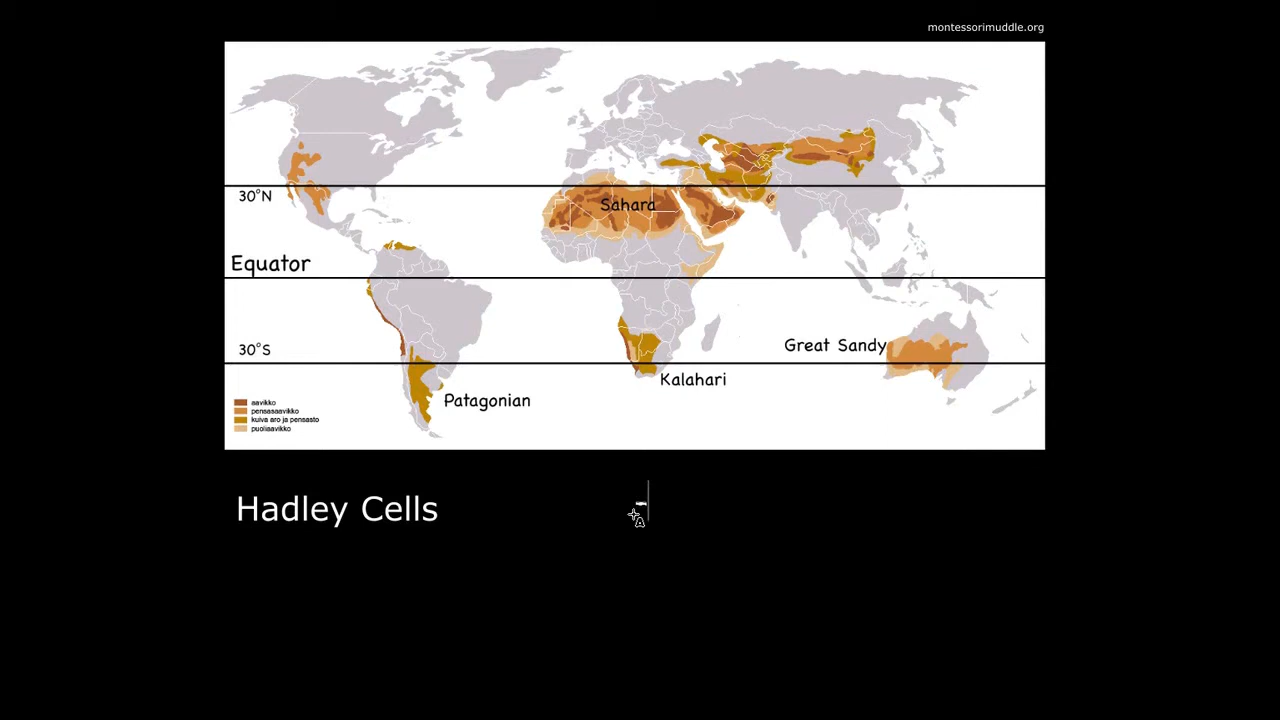 montessorimuddle.org
30°N
Sahara
Equator
30°S
Great Sandy
Kalahari
Patagonian
aavikko
pensasaavikko
kuiva aro ja pensasto
puoliaavikko
Hadley Cells